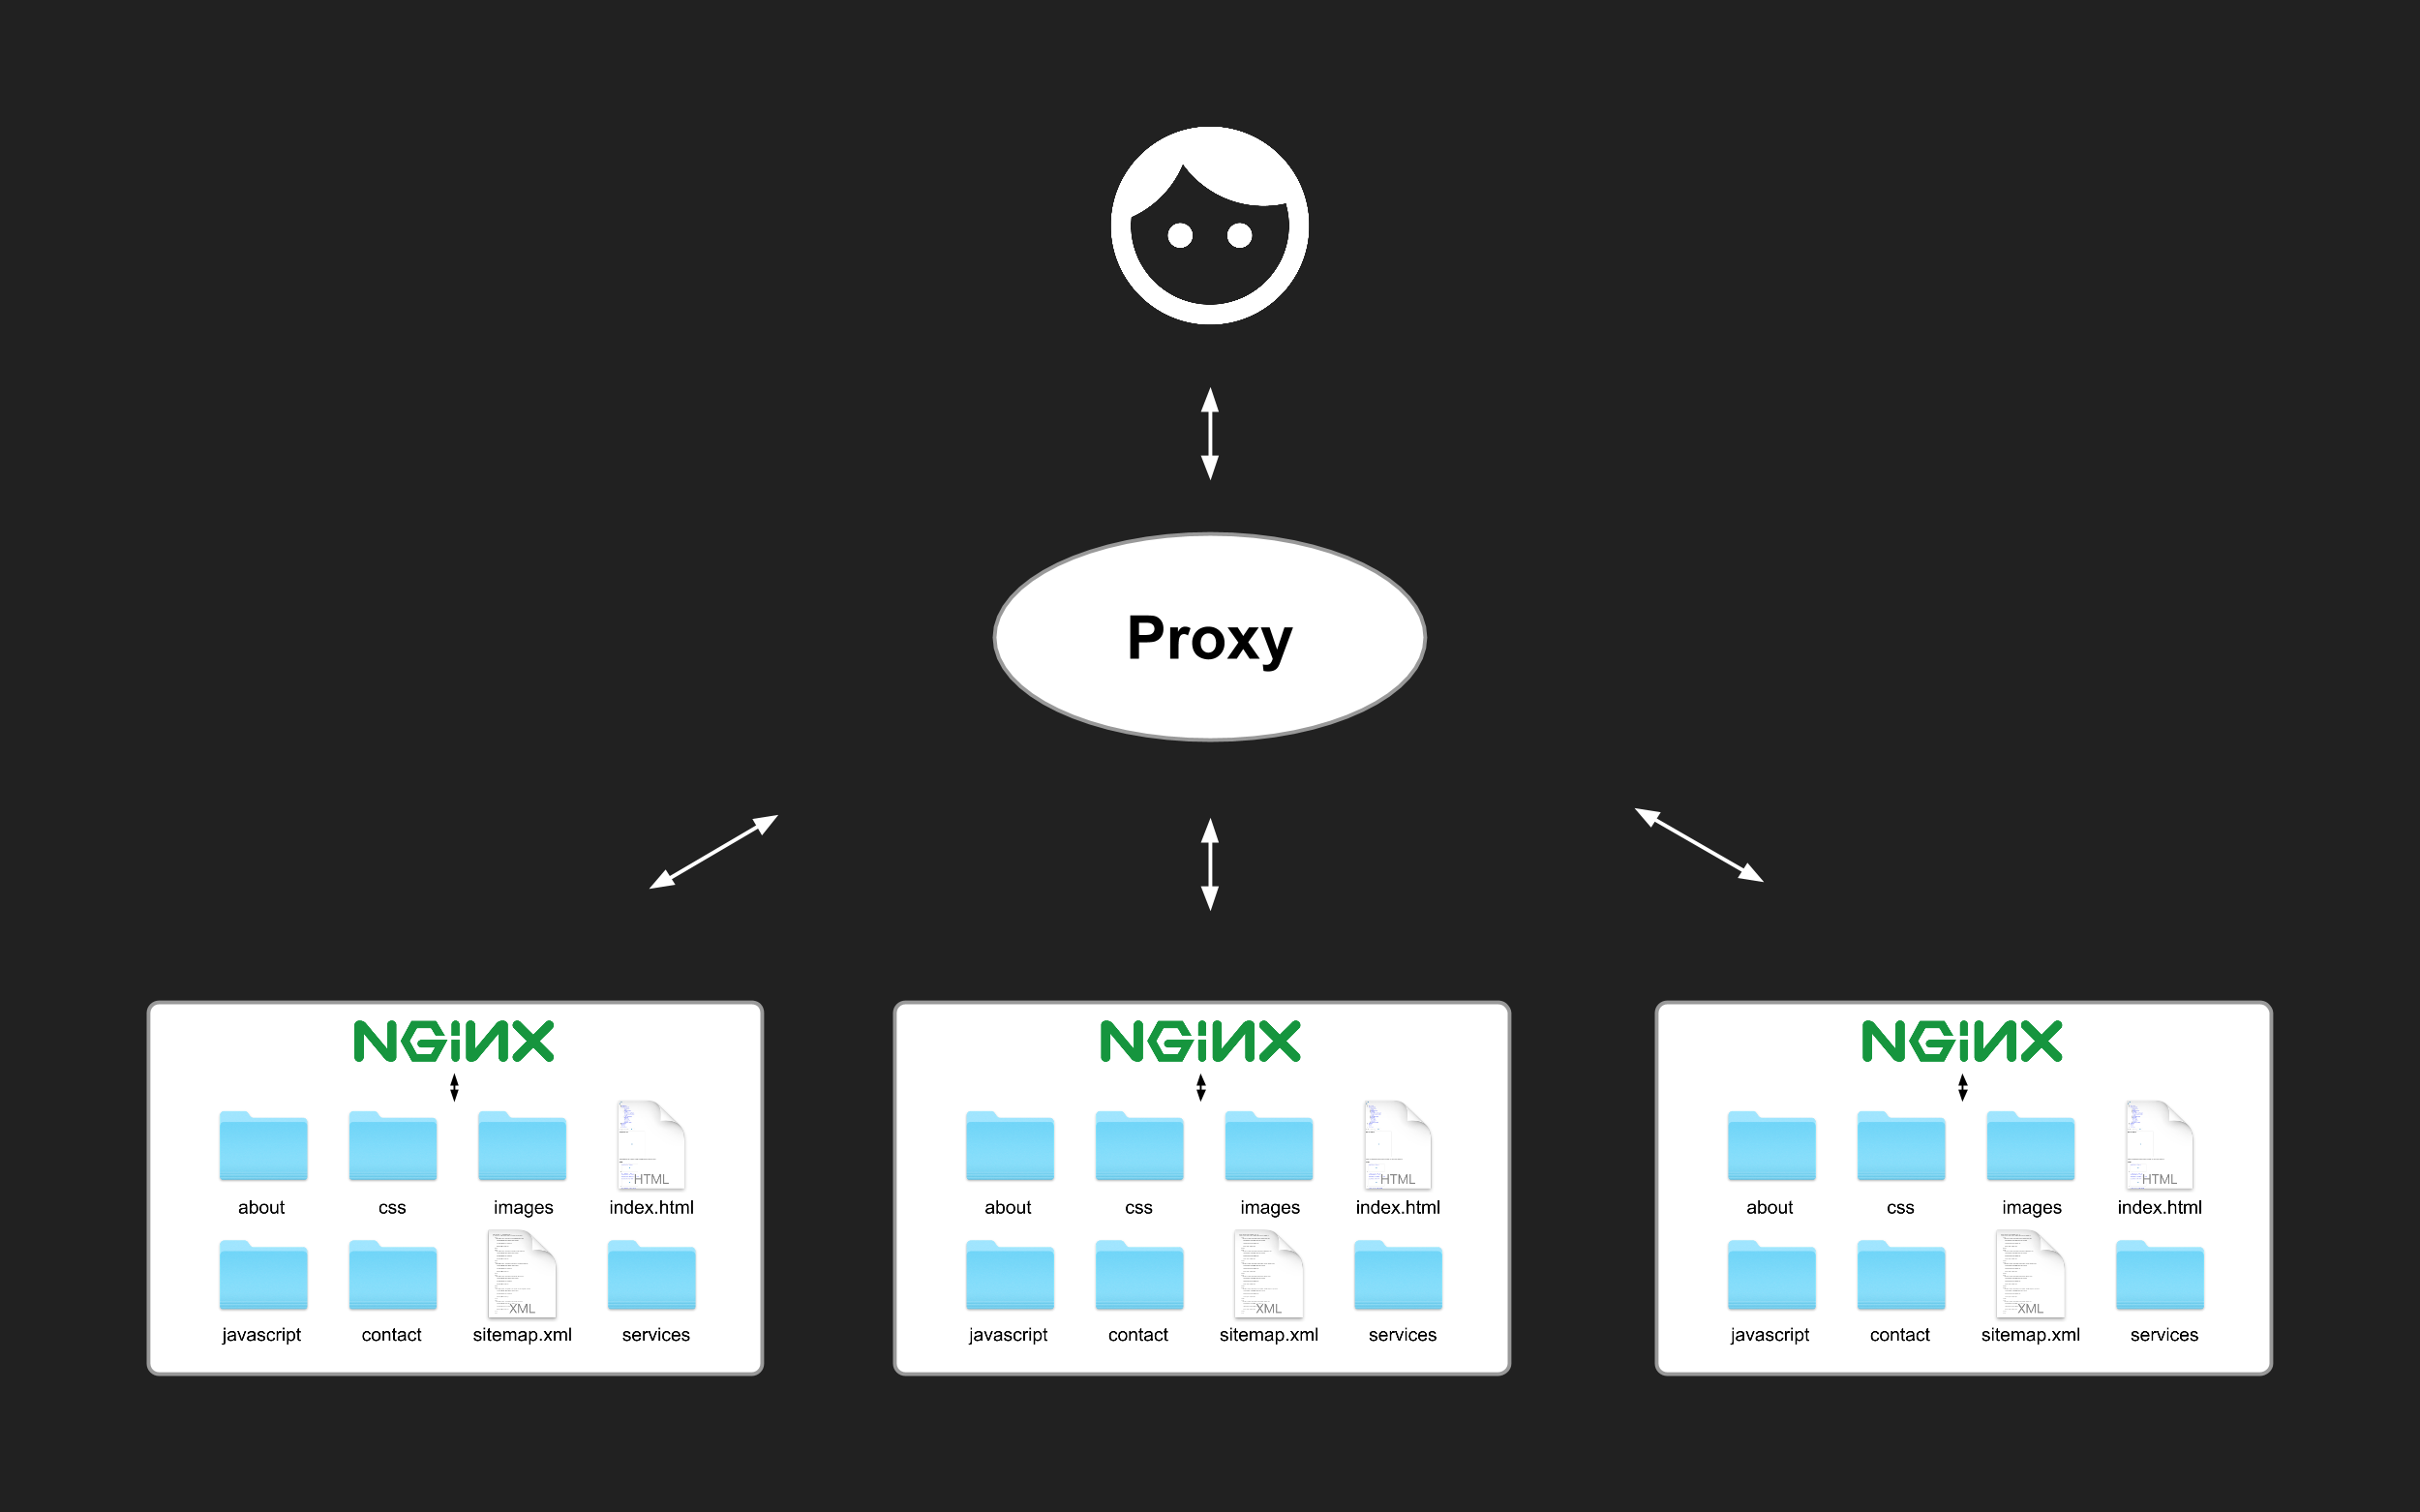 Proxy
NGiNX
about css images index.html
HTML
javascript contact sitemap.xml services
XML
NGiNX
about css images index.html
HTML
javascript contact sitemap.xml services
XML
NGiNX
about css images index.html
HTML
javascript contact sitemap.xml services
XML